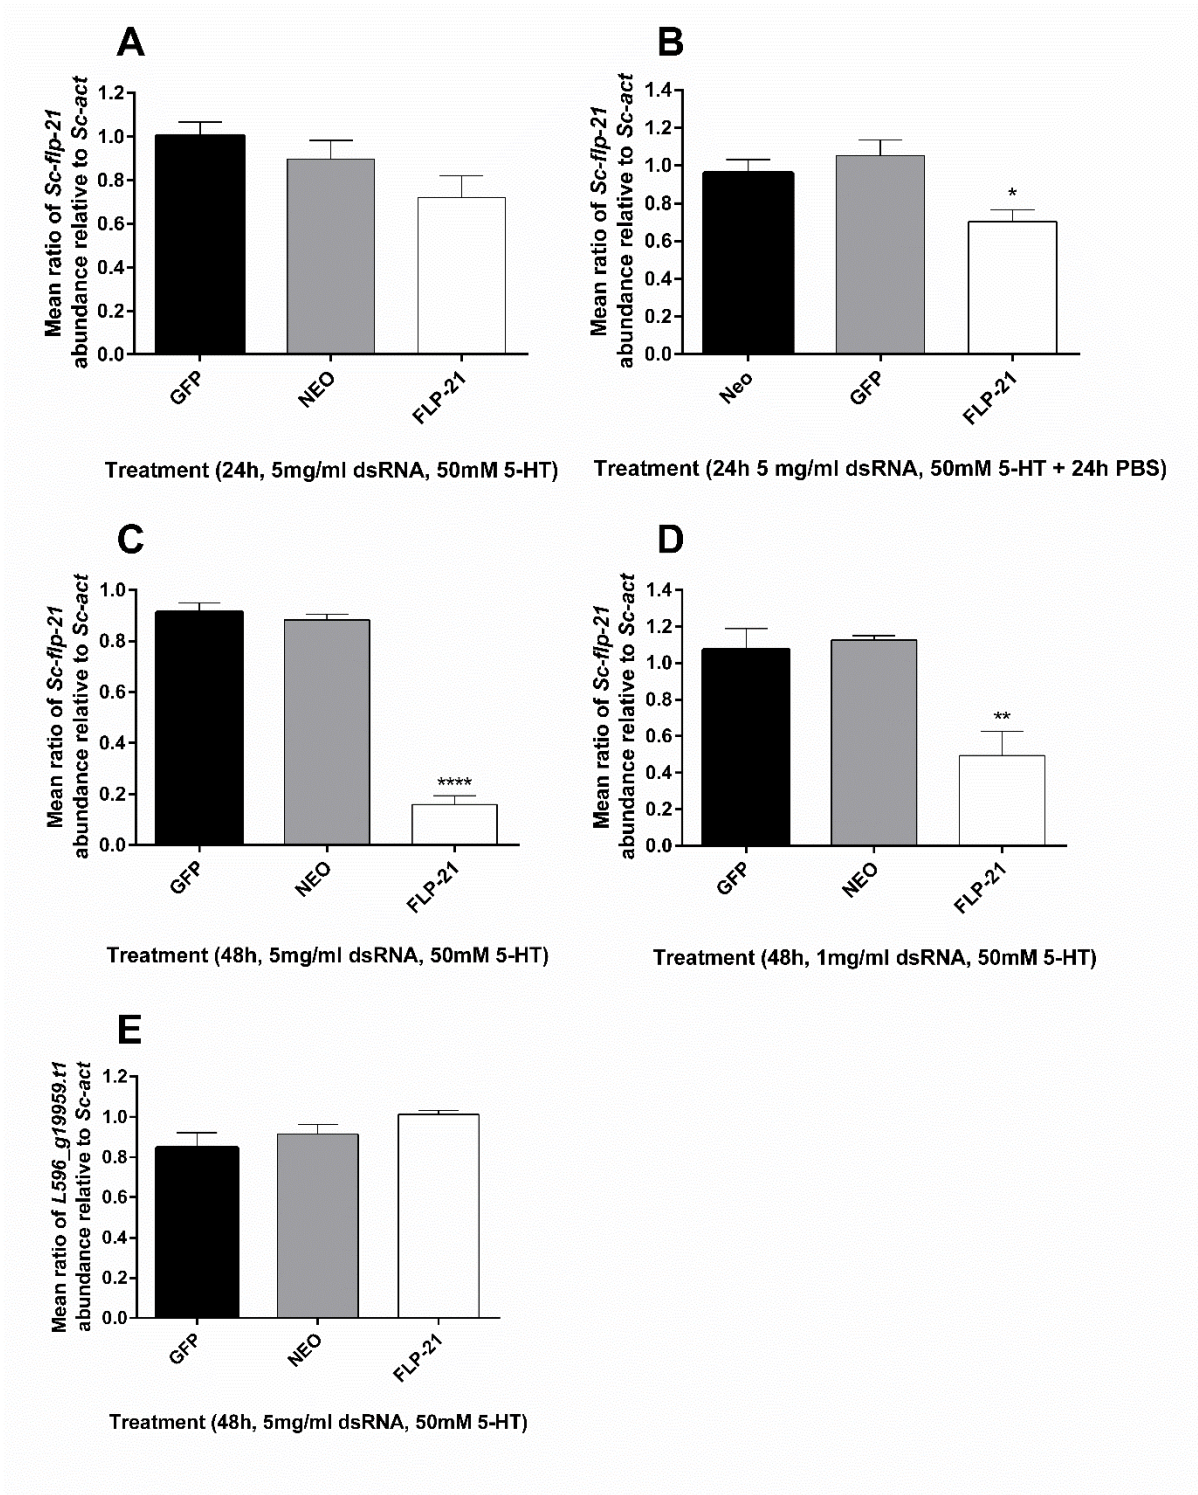 A
Mean ratio of Sc-flp-21
abundance relative to Sc-act
1.2
1.0
0.8
0.6
0.4
0.2
0.0
GFP
NEO
FLP-21
Treatment (24h, 5mg/ml dsRNA, 50mM 5-HT)
B
Mean ratio of Sc-flp-21
abundance relative to Sc-act
1.4
1.2
1.0
0.8
0.6
0.4
0.2
0.0
*
Neo
GFP
FLP-21
Treatment (24h 5 mg/ml dsRNA, 50mM 5-HT + 24h PBS)
C
Mean ratio of Sc-flp-21
abundance relative to Sc-act
1.0
0.8
0.6
0.4
0.2
0.0
****
GFP
NEO
FLP-21
Treatment (48h, 5mg/ml dsRNA, 50mM 5-HT)
D
Mean ratio of Sc-flp-21
abundance relative to Sc-act
1.4
1.2
1.0
0.8
0.6
0.4
0.2
0.0
**
GFP
NEO
FLP-21
Treatment (48h, 1mg/ml dsRNA, 50mM 5-HT)
E
Mean ratio of L596_g19959.t1
abundance relative to Sc-act
1.2
1.0
0.8
0.6
0.4
0.2
0.0
GFP
NEO
FLP-21
Treatment (48h, 5mg/ml dsRNA, 50mM 5-HT)